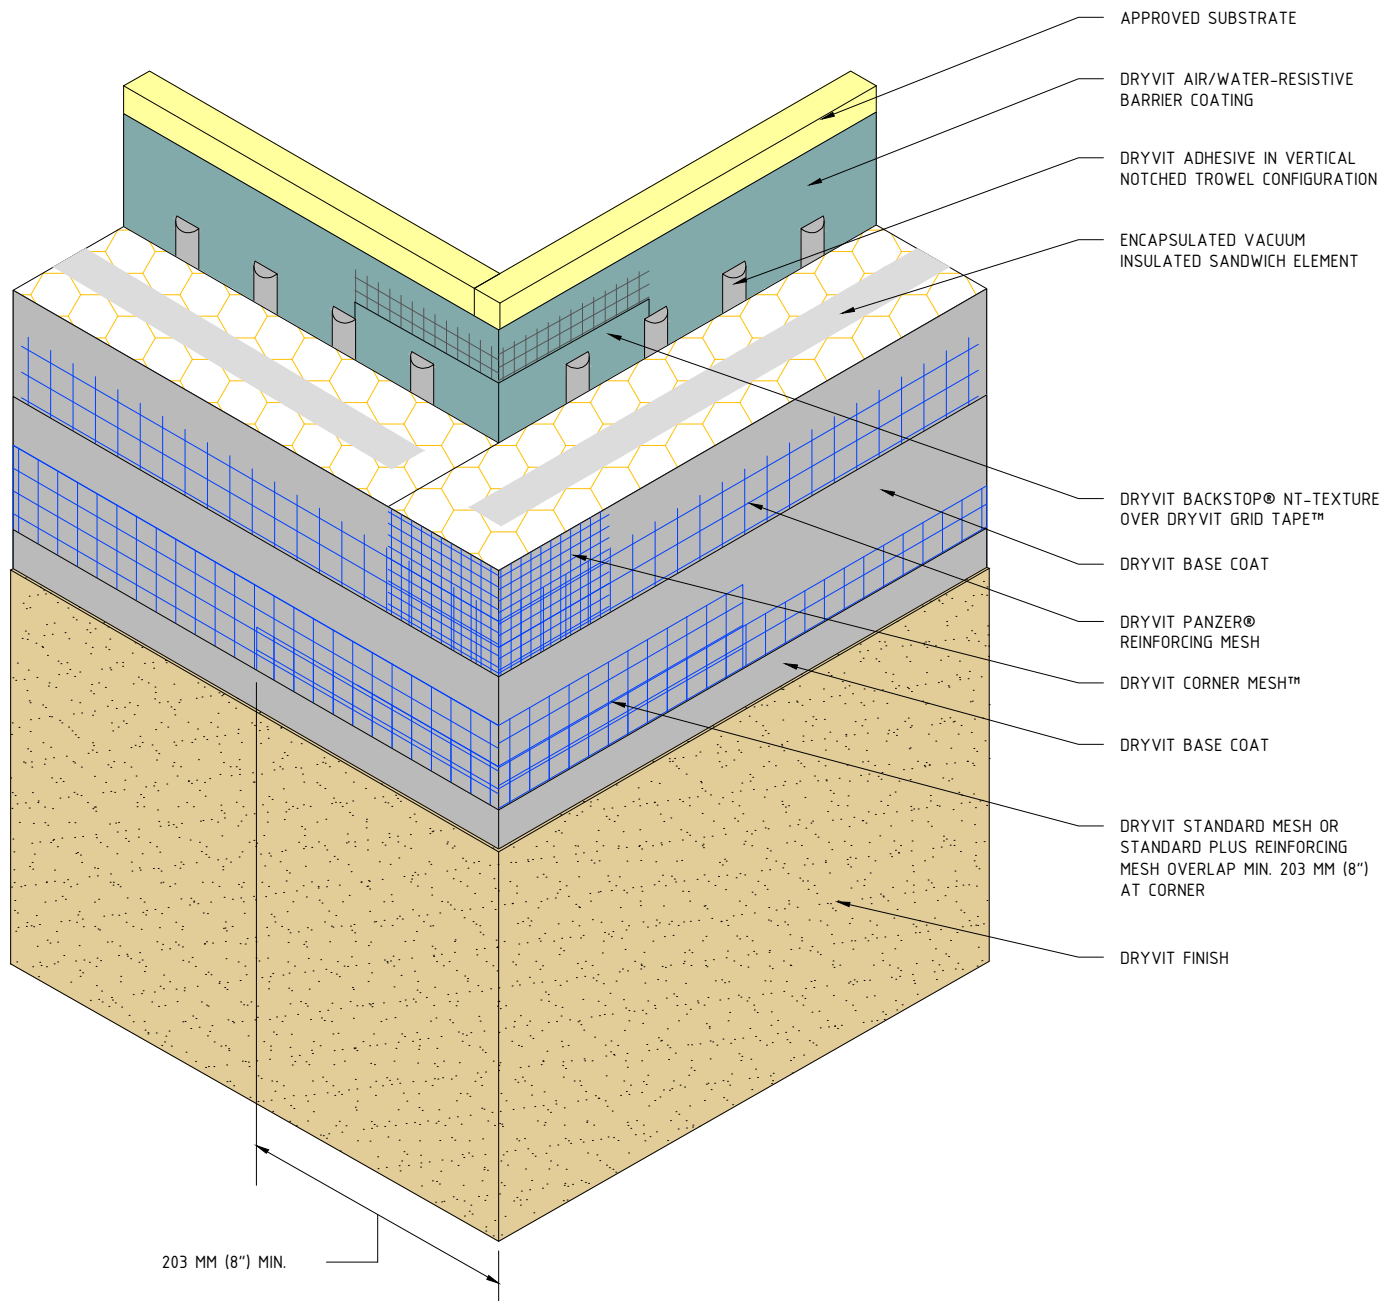 APPROVED SUBSTRATE
DRYVIT AIR/WATER-RESISTIVE
BARRIER COATING
DRYVIT ADHESIVE IN VERTICAL
NOTCHED TROWEL CONFIGURATION
ENCAPSULATED VACUUM
INSULATED SANDWICH ELEMENT
DRYVIT BACKSTOP® NT-TEXTURE
OVER DRYVIT GRID TAPE™
DRYVIT BASE COAT
DRYVIT PANZER®
REINFORCING MESH
DRYVIT CORNER MESH™
DRYVIT BASE COAT
DRYVIT STANDARD MESH OR
STANDARD PLUS REINFORCING
MESH OVERLAP MIN. 203 MM (8")
AT CORNER
DRYVIT FINISH
203 MM (8") MIN.